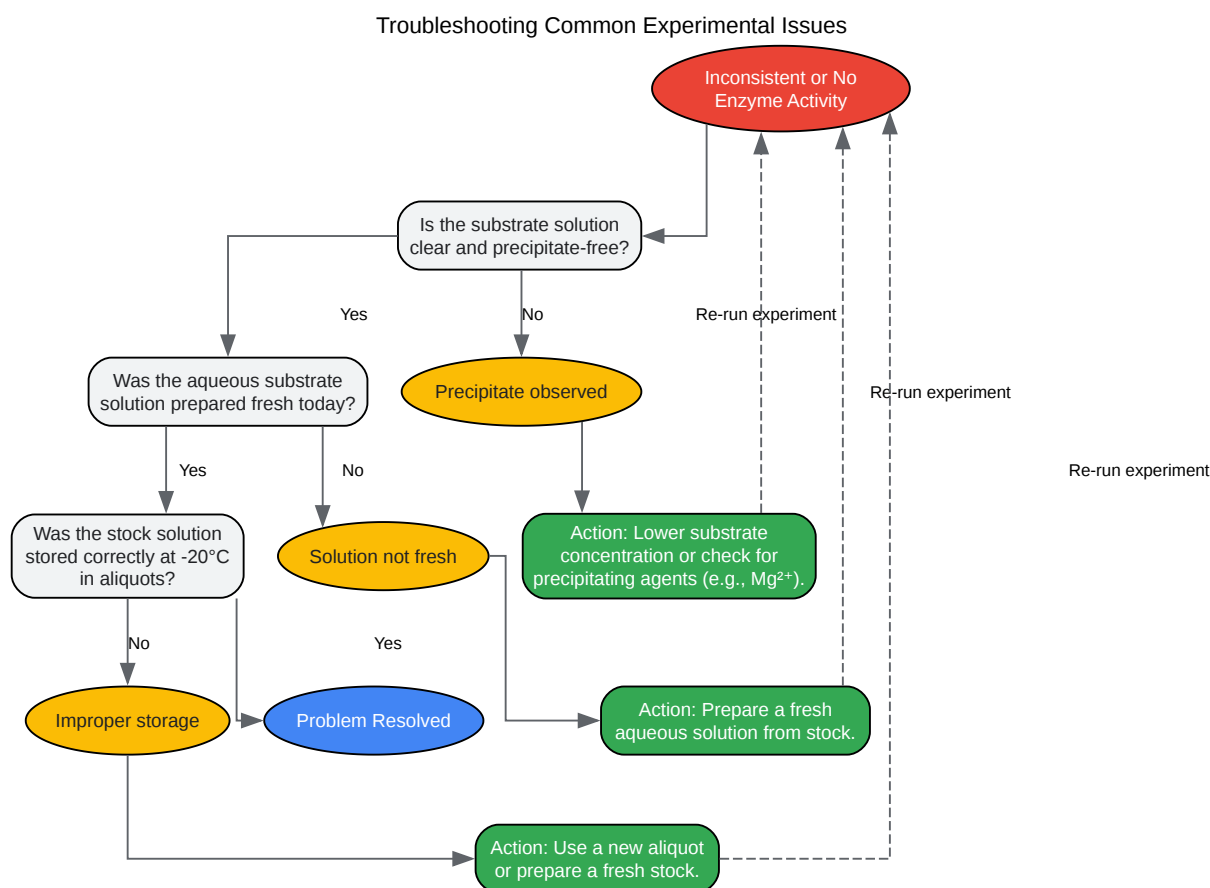 Troubleshooting Common Experimental Issues
Inconsistent or No
Enzyme Activity
Is the substrate solution
clear and precipitate-free?
Yes
No
Re-run experiment
Was the aqueous substrate
solution prepared fresh today?
Precipitate observed
Re-run experiment
Yes
No
Re-run experiment
Was the stock solution
stored correctly at -20°C
in aliquots?
Solution not fresh
Action: Lower substrate
concentration or check for
precipitating agents (e.g., Mg²⁺).
No
Yes
Improper storage
Problem Resolved
Action: Prepare a fresh
aqueous solution from stock.
Action: Use a new aliquot
or prepare a fresh stock.